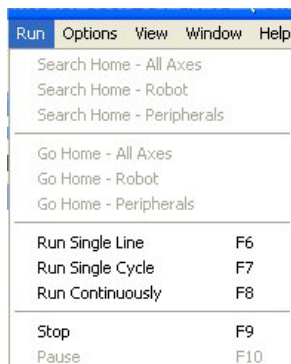 Run Options View Window Help
Search Home - All Axes
Search Home - Robot
Search Home - Peripherals
Go Home - All Axes
Go Home - Robot
Go Home - Peripherals
Run Single Line F6
Run Single Cycle F7
Run Continuously F8
Stop F9
Pause F10